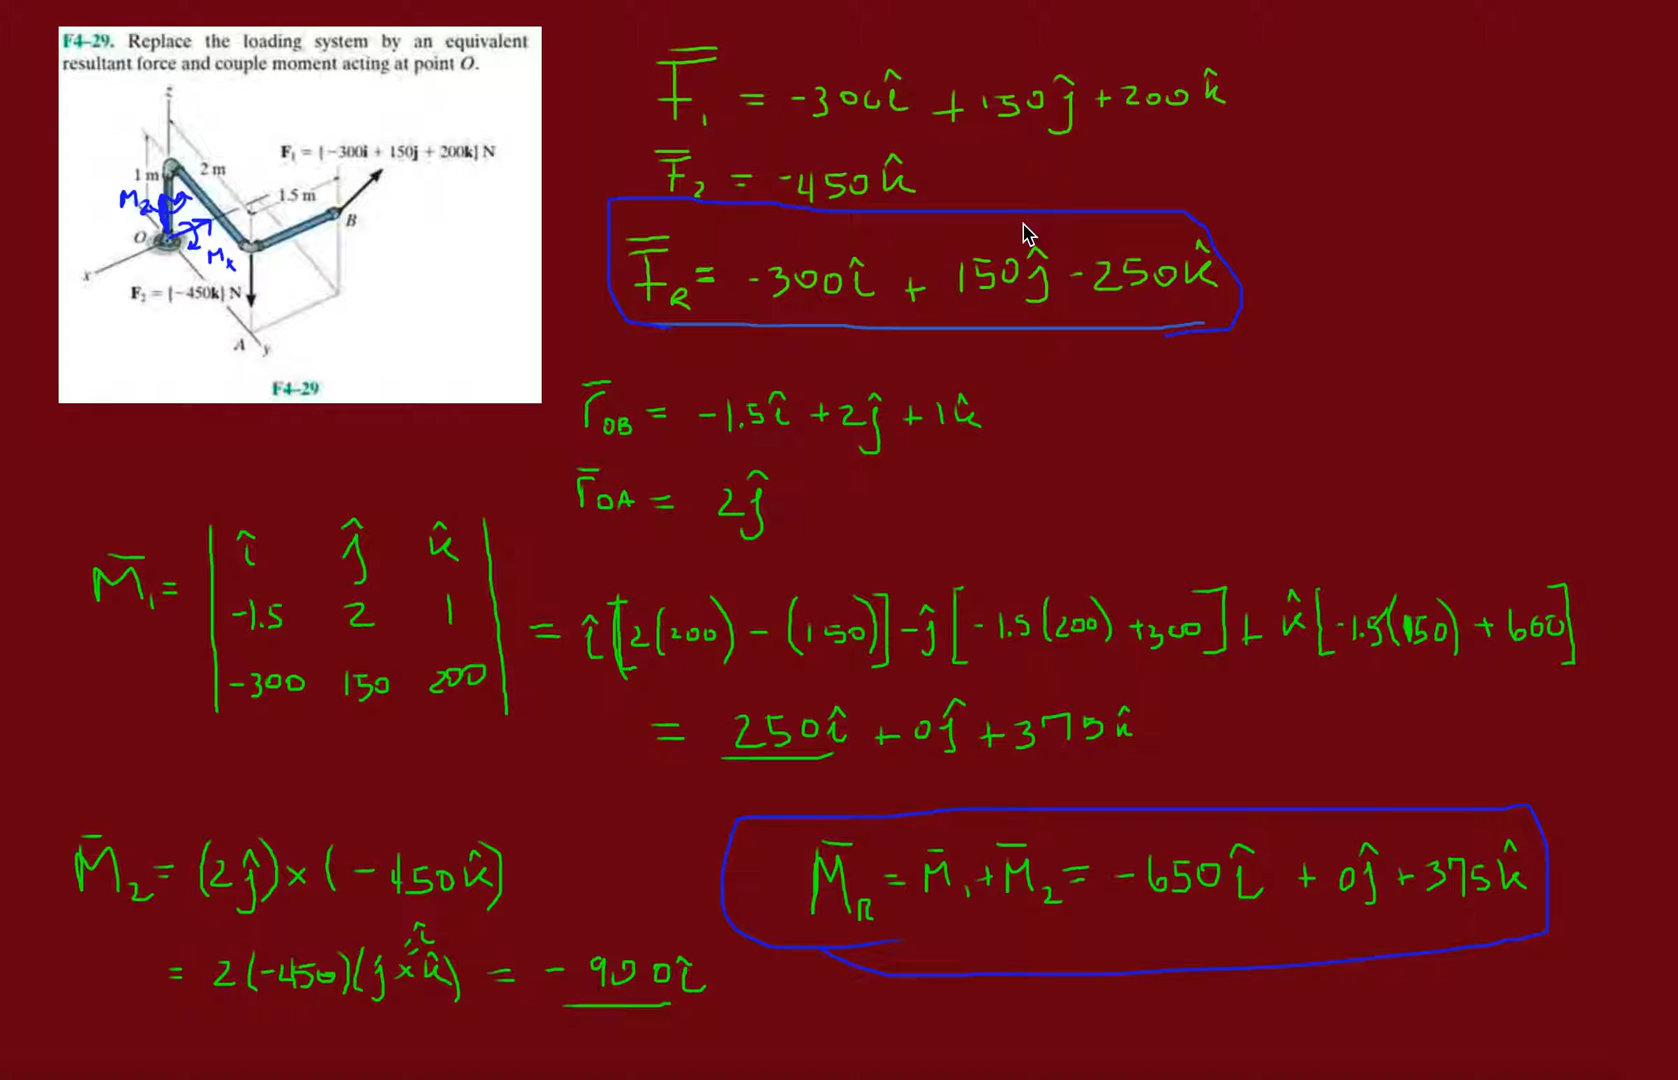 F4–29. Replace the loading system by an equivalent
resultant force and couple moment acting at point O.
z
F₁ = {−300i + 150j + 200k} N
2 m
1 m
1.5 m
M₂
B
O
Mₓ
x
F₂ = {−450k} N
A
y
F4–29
F̄₁ = -300î + 150ĵ + 200k̂
F̄₂ = -450k̂
F̄_R = -300î + 150ĵ - 250k̂
r̄_OB = -1.5î + 2ĵ + 1k̂
r̄_OA = 2ĵ
M̄₁ =
î ĵ k̂
-1.5 2 1
-300 150 200
= î[2(200) - (150)] - ĵ[-1.5(200) + 300] + k̂[-1.5(150) + 600]
= 250î + 0ĵ + 375k̂
M̄₂ = (2ĵ) × (-450k̂)
î
= 2(-450)(ĵ × k̂) = -900î
M̄_R = M̄₁ + M̄₂ = -650î + 0ĵ + 375k̂